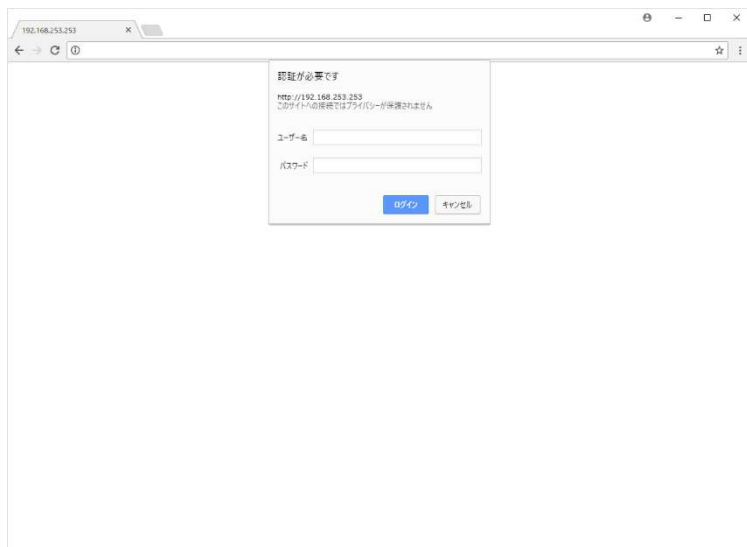 192.168.253.253
認証が必要です
http://192.168.253.253
このサイトへの接続ではプライバシーが保護されません
ユーザー名
パスワード
ログイン
キャンセル